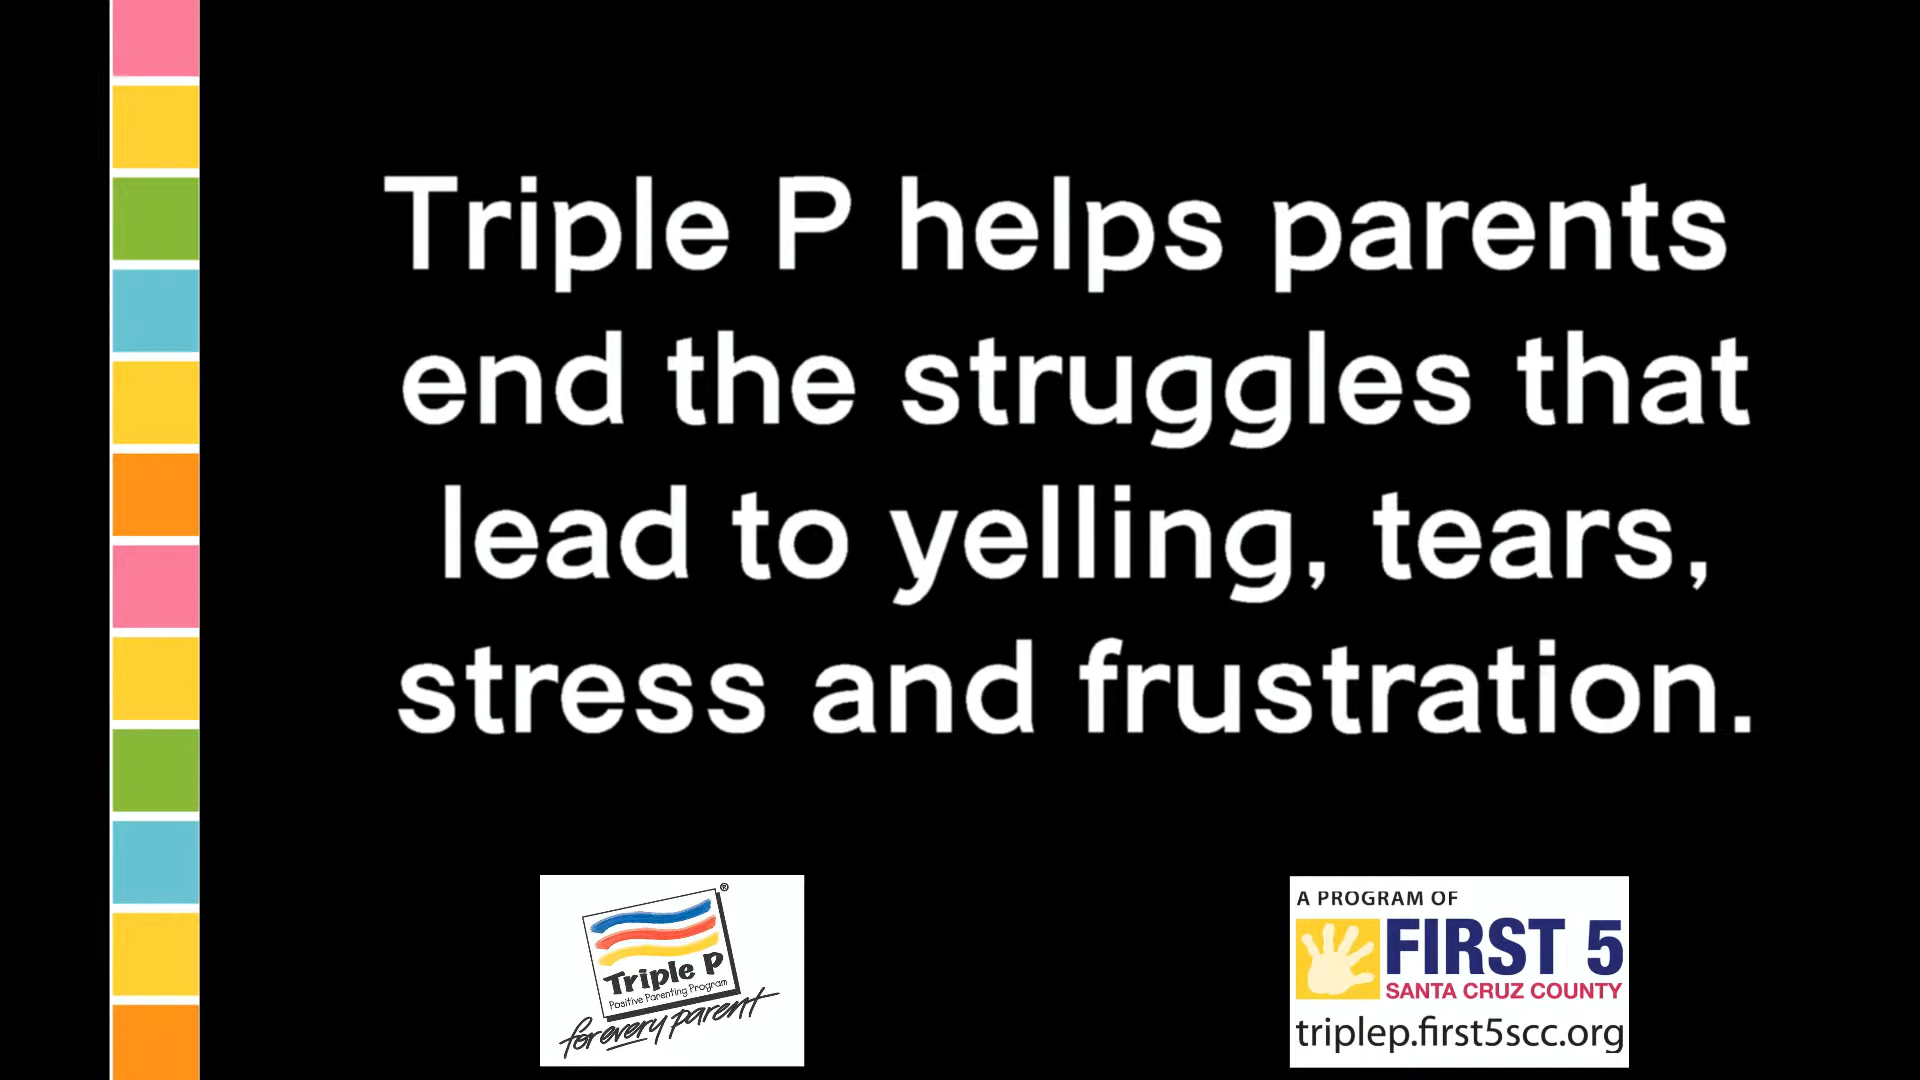 Triple P helps parents
end the struggles that
lead to yelling, tears,
stress and frustration.
®
Triple P
Positive Parenting Program
for every parent
A PROGRAM OF
FIRST 5
SANTA CRUZ COUNTY
triplep.first5scc.org